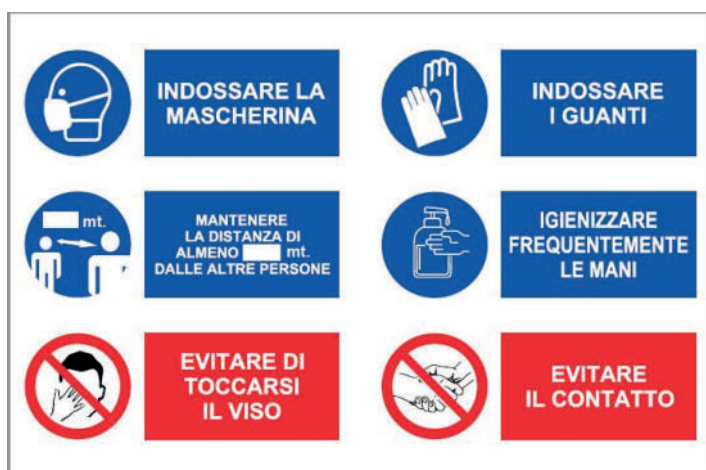 INDOSSARE LA
MASCHERINA
INDOSSARE
I GUANTI
mt.
MANTENERE
LA DISTANZA DI
ALMENO mt.
DALLE ALTRE PERSONE
IGIENIZZARE
FREQUENTEMENTE
LE MANI
EVITARE DI
TOCCARSI
IL VISO
EVITARE
IL CONTATTO